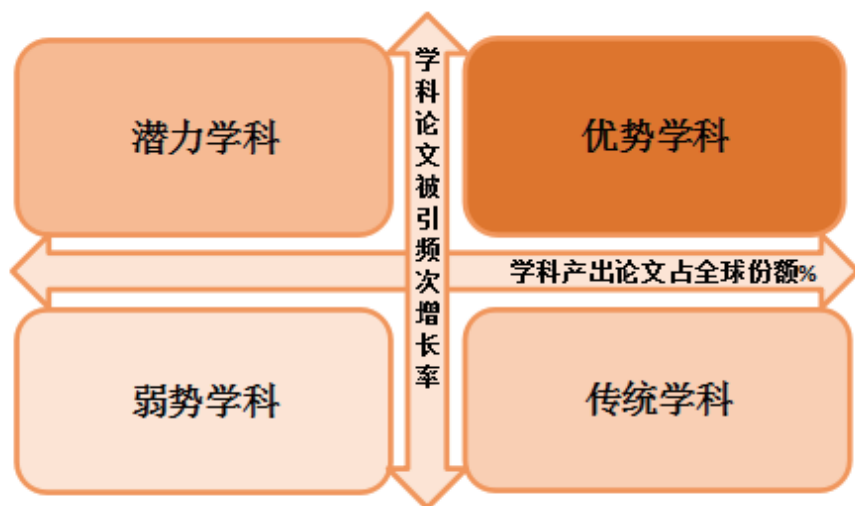 潜力学科
优势学科
学科论文被引频次增长率
学科产出论文占全球份额%
弱势学科
传统学科